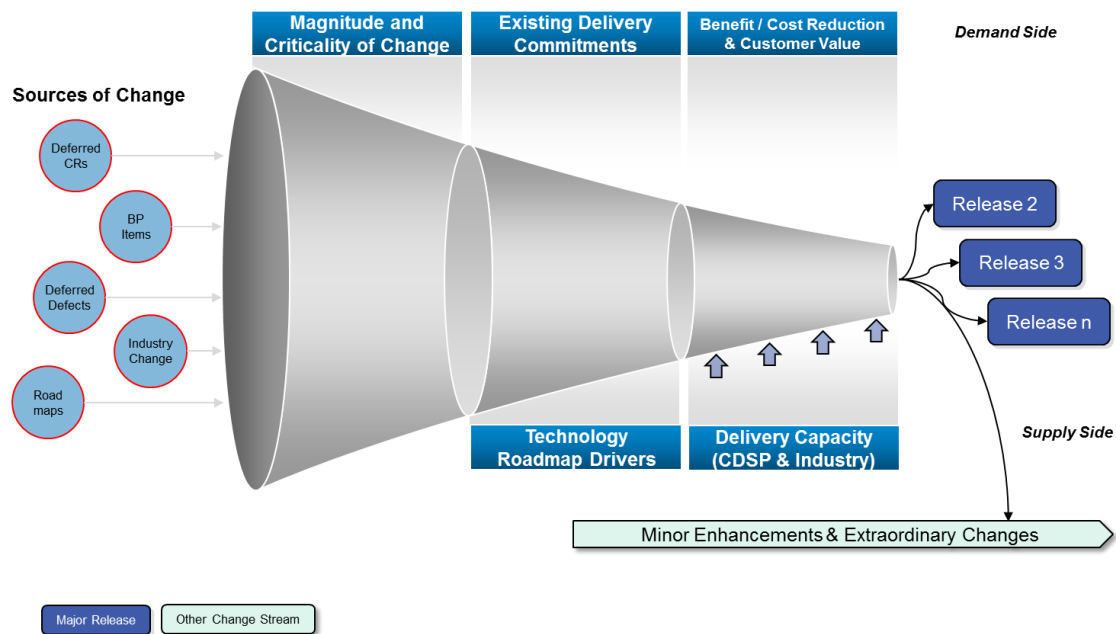 Magnitude and
Criticality of Change
Existing Delivery
Commitments
Benefit / Cost Reduction
& Customer Value
Demand Side
Sources of Change
Deferred
CRs
BP
Items
Deferred
Defects
Industry
Change
Road
maps
Release 2
Release 3
Release n
Technology
Roadmap Drivers
Delivery Capacity
(CDSP & Industry)
Supply Side
Minor Enhancements & Extraordinary Changes
Major Release
Other Change Stream